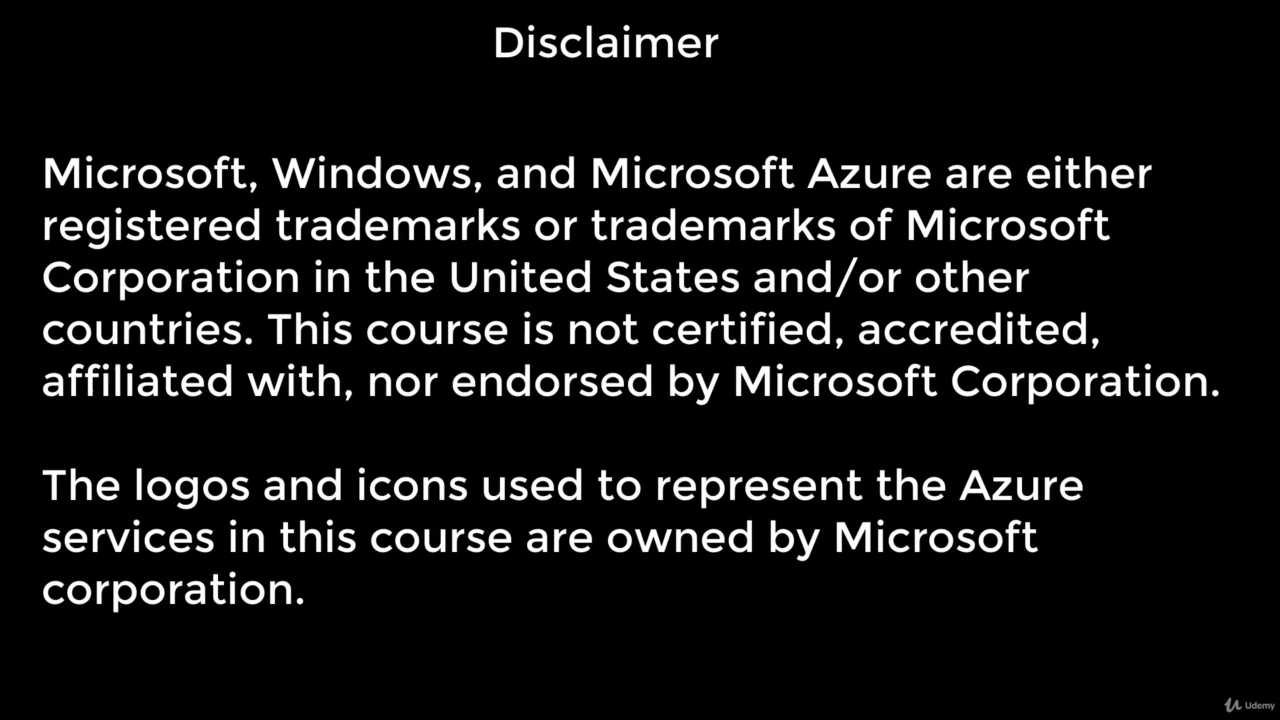 Disclaimer
Microsoft, Windows, and Microsoft Azure are either
registered trademarks or trademarks of Microsoft
Corporation in the United States and/or other
countries. This course is not certified, accredited,
affiliated with, nor endorsed by Microsoft Corporation.
The logos and icons used to represent the Azure
services in this course are owned by Microsoft
corporation.
Udemy